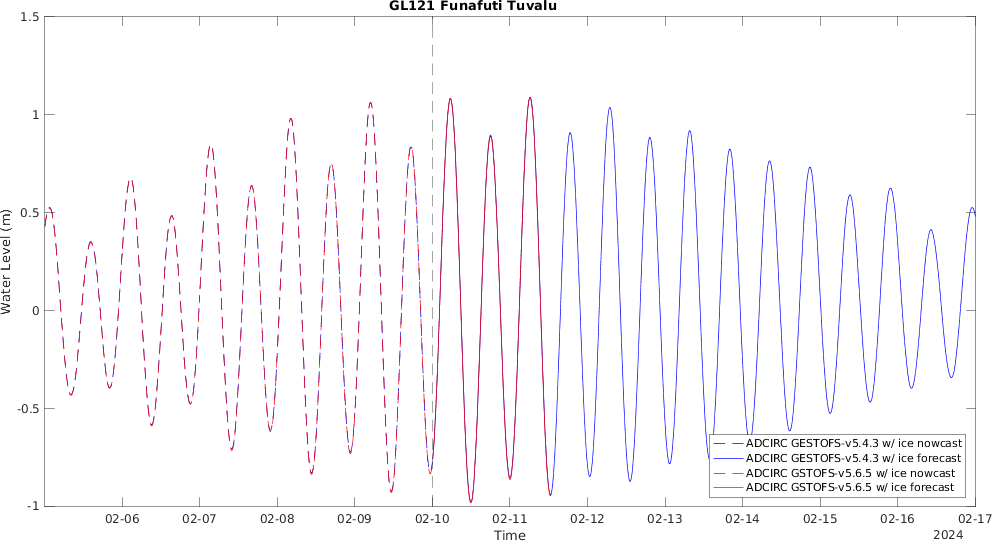 GL121 Funafuti Tuvalu
1.5
1
0.5
0
-0.5
-1
Water Level (m)
ADCIRC GESTOFS-v5.4.3 w/ ice nowcast
ADCIRC GESTOFS-v5.4.3 w/ ice forecast
ADCIRC GSTOFS-v5.6.5 w/ ice nowcast
ADCIRC GSTOFS-v5.6.5 w/ ice forecast
02-06 02-07 02-08 02-09 02-10 02-11 02-12 02-13 02-14 02-15 02-16 02-17
Time
2024